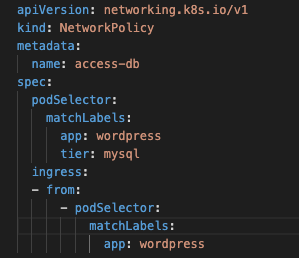 apiVersion: networking.k8s.io/v1
kind: NetworkPolicy
metadata:
  name: access-db
spec:
  podSelector:
    matchLabels:
      app: wordpress
      tier: mysql
  ingress:
  - from:
      - podSelector:
          matchLabels:
            app: wordpress